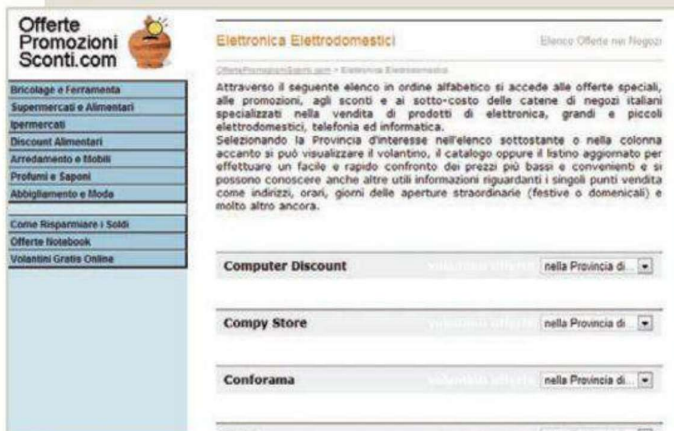 Offerte
Promozioni
Sconti.com
Bricolage e Ferramenta
Supermercati e Alimentari
Ipermercati
Discount Alimentari
Arredamento e Mobili
Profumi e Saponi
Abbigliamento e Moda
Come Risparmiare i Soldi
Offerte Notebook
Volantini Gratis Online
Elettronica Elettrodomestici
Elenco Offerte nei Negozi
OffertePromozioniSconti.com > Elettronica Elettrodomestici
Attraverso il seguente elenco in ordine alfabetico si accede alle offerte speciali,
alle promozioni, agli sconti e ai sotto-costo delle catene di negozi italiani
specializzati nella vendita di prodotti di elettronica, grandi e piccoli
elettrodomestici, telefonia ed informatica.
Selezionando la Provincia d'interesse nell'elenco sottostante o nella colonna
accanto si può visualizzare il volantino, il catalogo oppure il listino aggiornato per
effettuare un facile e rapido confronto dei prezzi più bassi e convenienti e si
possono conoscere anche altre utili informazioni riguardanti i singoli punti vendita
come indirizzi, orari, giorni delle aperture straordinarie (festive o domenicali) e
molto altro ancora.
Computer Discount volantino offerte nella Provincia di...
Compy Store volantino offerte nella Provincia di ...
Conforama volantino offerte nella Provincia di ...